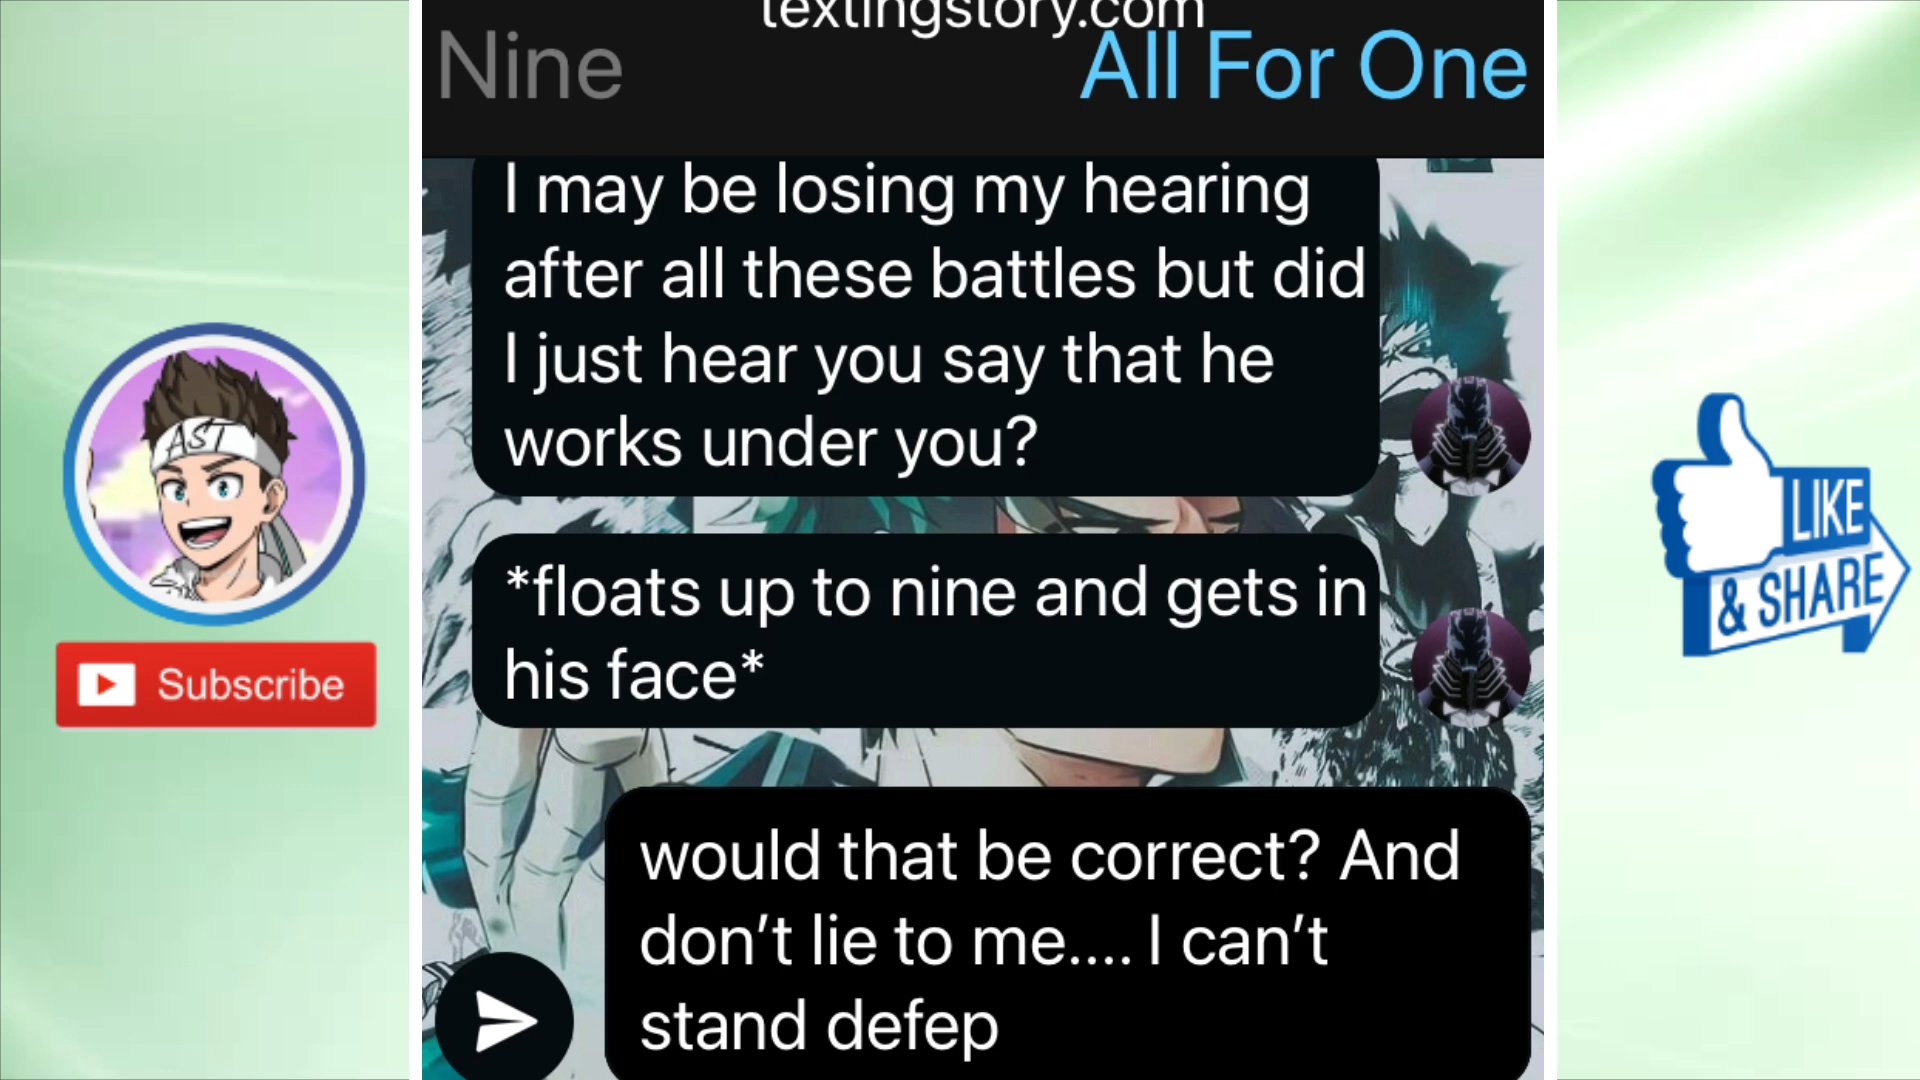 textingstory.com
Nine
All For One
I may be losing my hearing
after all these battles but did
I just hear you say that he
works under you?
*floats up to nine and gets in
his face*
would that be correct? And
don’t lie to me.... I can’t
stand defep
AST
Subscribe
LIKE
& SHARE